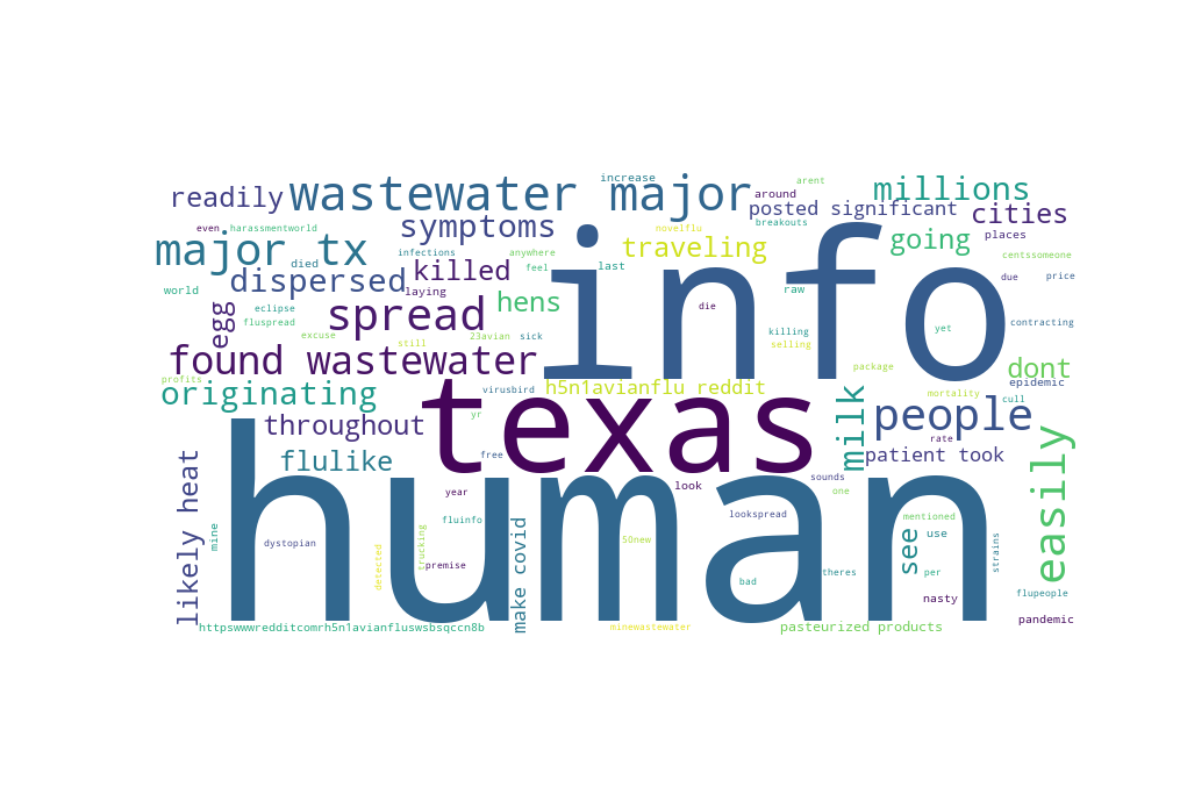 increase
arent
readily
wastewater major
around
millions
posted significant
cities
even
harassmentworld
symptoms
novelflu
breakouts
places
major tx
info
traveling
going
infections
anywhere
centssomeone
died
feel
last
killed
dispersed
due
price
world
laying
raw
egg
eclipse
hens
die
spread
fluspread
contracting
yet
excuse
23avian
sick
killing
still
selling
found wastewater
package
dont
profits
originating
virusbird
h5n1avianflu reddit
epidemic
texas
milk
mortality
cull
people
yr
throughout
easily
rate
flulike
free
patient took
likely heat
look
sounds
year
one
human
lookspread
fluinfo
mentioned
mine
make covid
trucking
see
use
dystopian
50new
strains
detected
premise
theres
per
bad
flupeople
nasty
pandemic
httpswwwredditcomrh5n1avianfluswsbsqccn8b
minewastewater
pasteurized products